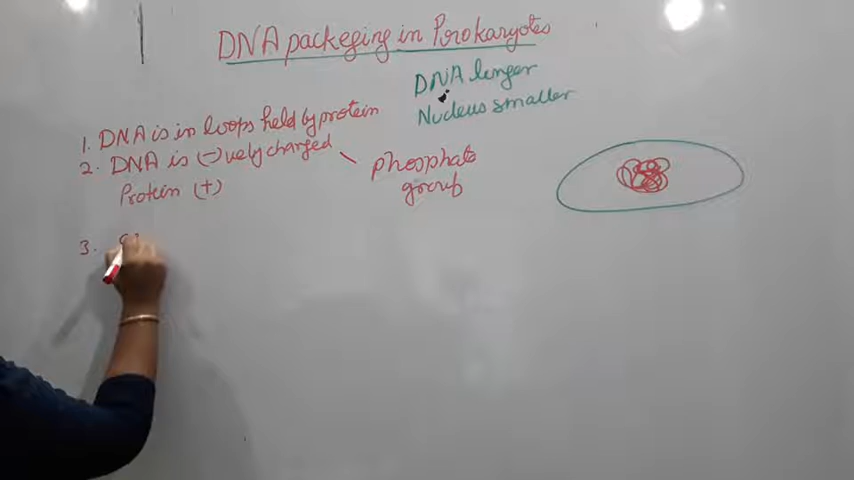 DNA packeging in Prokaryotes
DNA longer
Nucleus smaller
1. DNA is in loops held by protein
2. DNA is (-)vely charged
Protein (+)
phosphate
group
3.